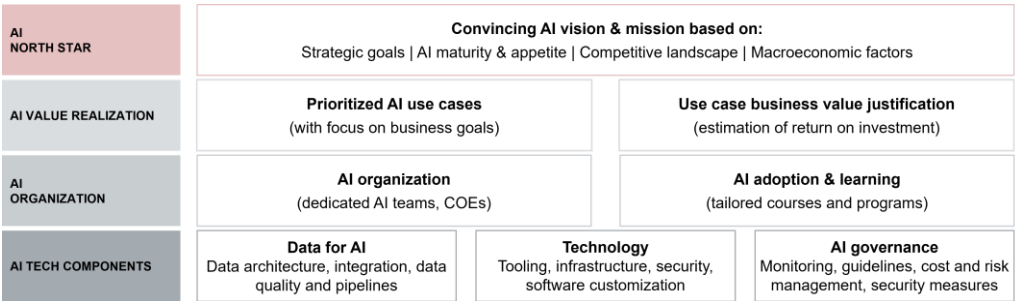 AI
NORTH STAR
Convincing AI vision & mission based on:
Strategic goals | AI maturity & appetite | Competitive landscape | Macroeconomic factors
AI VALUE REALIZATION
Prioritized AI use cases
(with focus on business goals)
Use case business value justification
(estimation of return on investment)
AI
ORGANIZATION
AI organization
(dedicated AI teams, COEs)
AI adoption & learning
(tailored courses and programs)
AI TECH COMPONENTS
Data for AI
Data architecture, integration, data
quality and pipelines
Technology
Tooling, infrastructure, security,
software customization
AI governance
Monitoring, guidelines, cost and risk
management, security measures